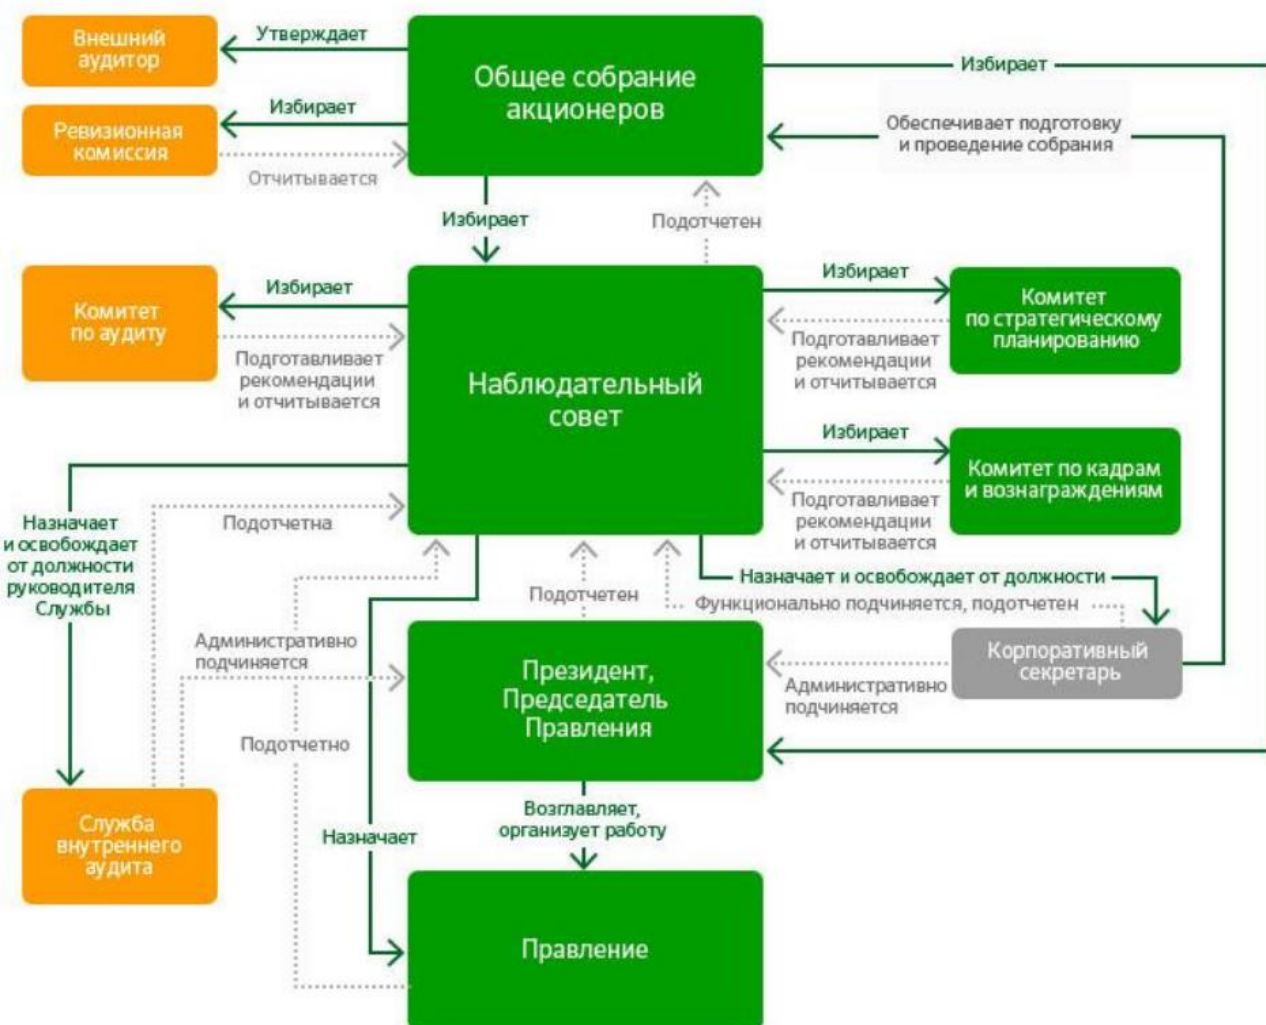 Внешний
аудитор
Утверждает
Общее собрание
акционеров
Избирает
Ревизионная
комиссия
Избирает
Отчитывается
Обеспечивает подготовку
и проведение собрания
Избирает
Подотчетен
Комитет
по аудиту
Избирает
Подготавливает
рекомендации
и отчитывается
Наблюдательный
совет
Избирает
Подготавливает
рекомендации
и отчитывается
Комитет
по стратегическому
планированию
Избирает
Подготавливает
рекомендации
и отчитывается
Комитет по кадрам
и вознаграждениям
Назначает
и освобождает
от должности
руководителя
Службы
Подотчетна
Подотчетен
Назначает и освобождает от должности
Функционально подчиняется, подотчетен
Административно
подчиняется
Президент,
Председатель
Правления
Административно
подчиняется
Корпоративный
секретарь
Подотчетно
Служба
внутреннего
аудита
Назначает
Возглавляет,
организует работу
Правление